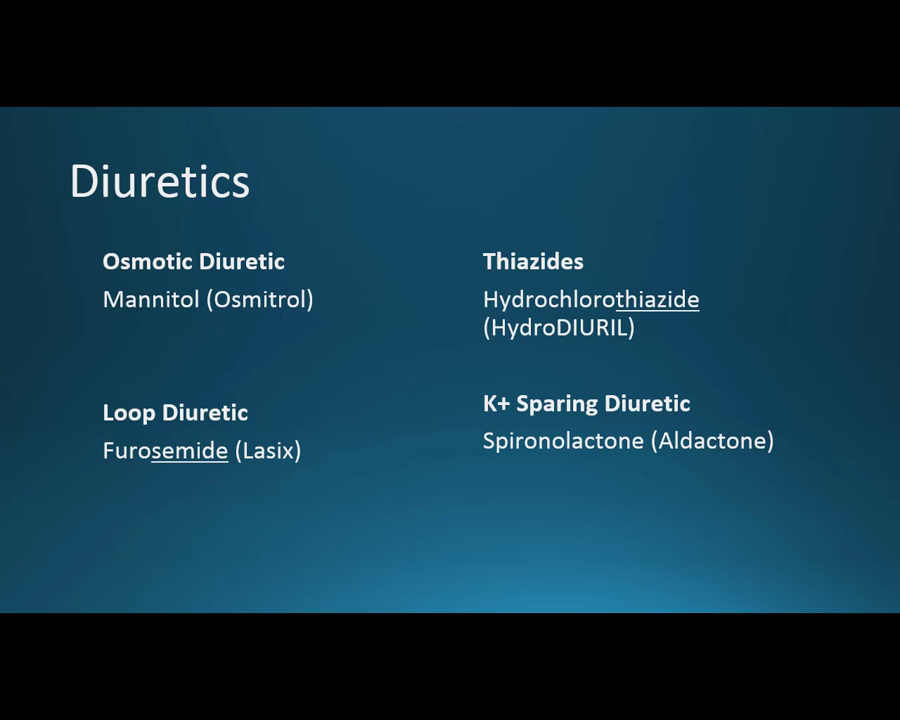 Diuretics
Osmotic Diuretic
Mannitol (Osmitrol)
Loop Diuretic
Furosemide (Lasix)
Thiazides
Hydrochlorothiazide
(HydroDIURIL)
K+ Sparing Diuretic
Spironolactone (Aldactone)